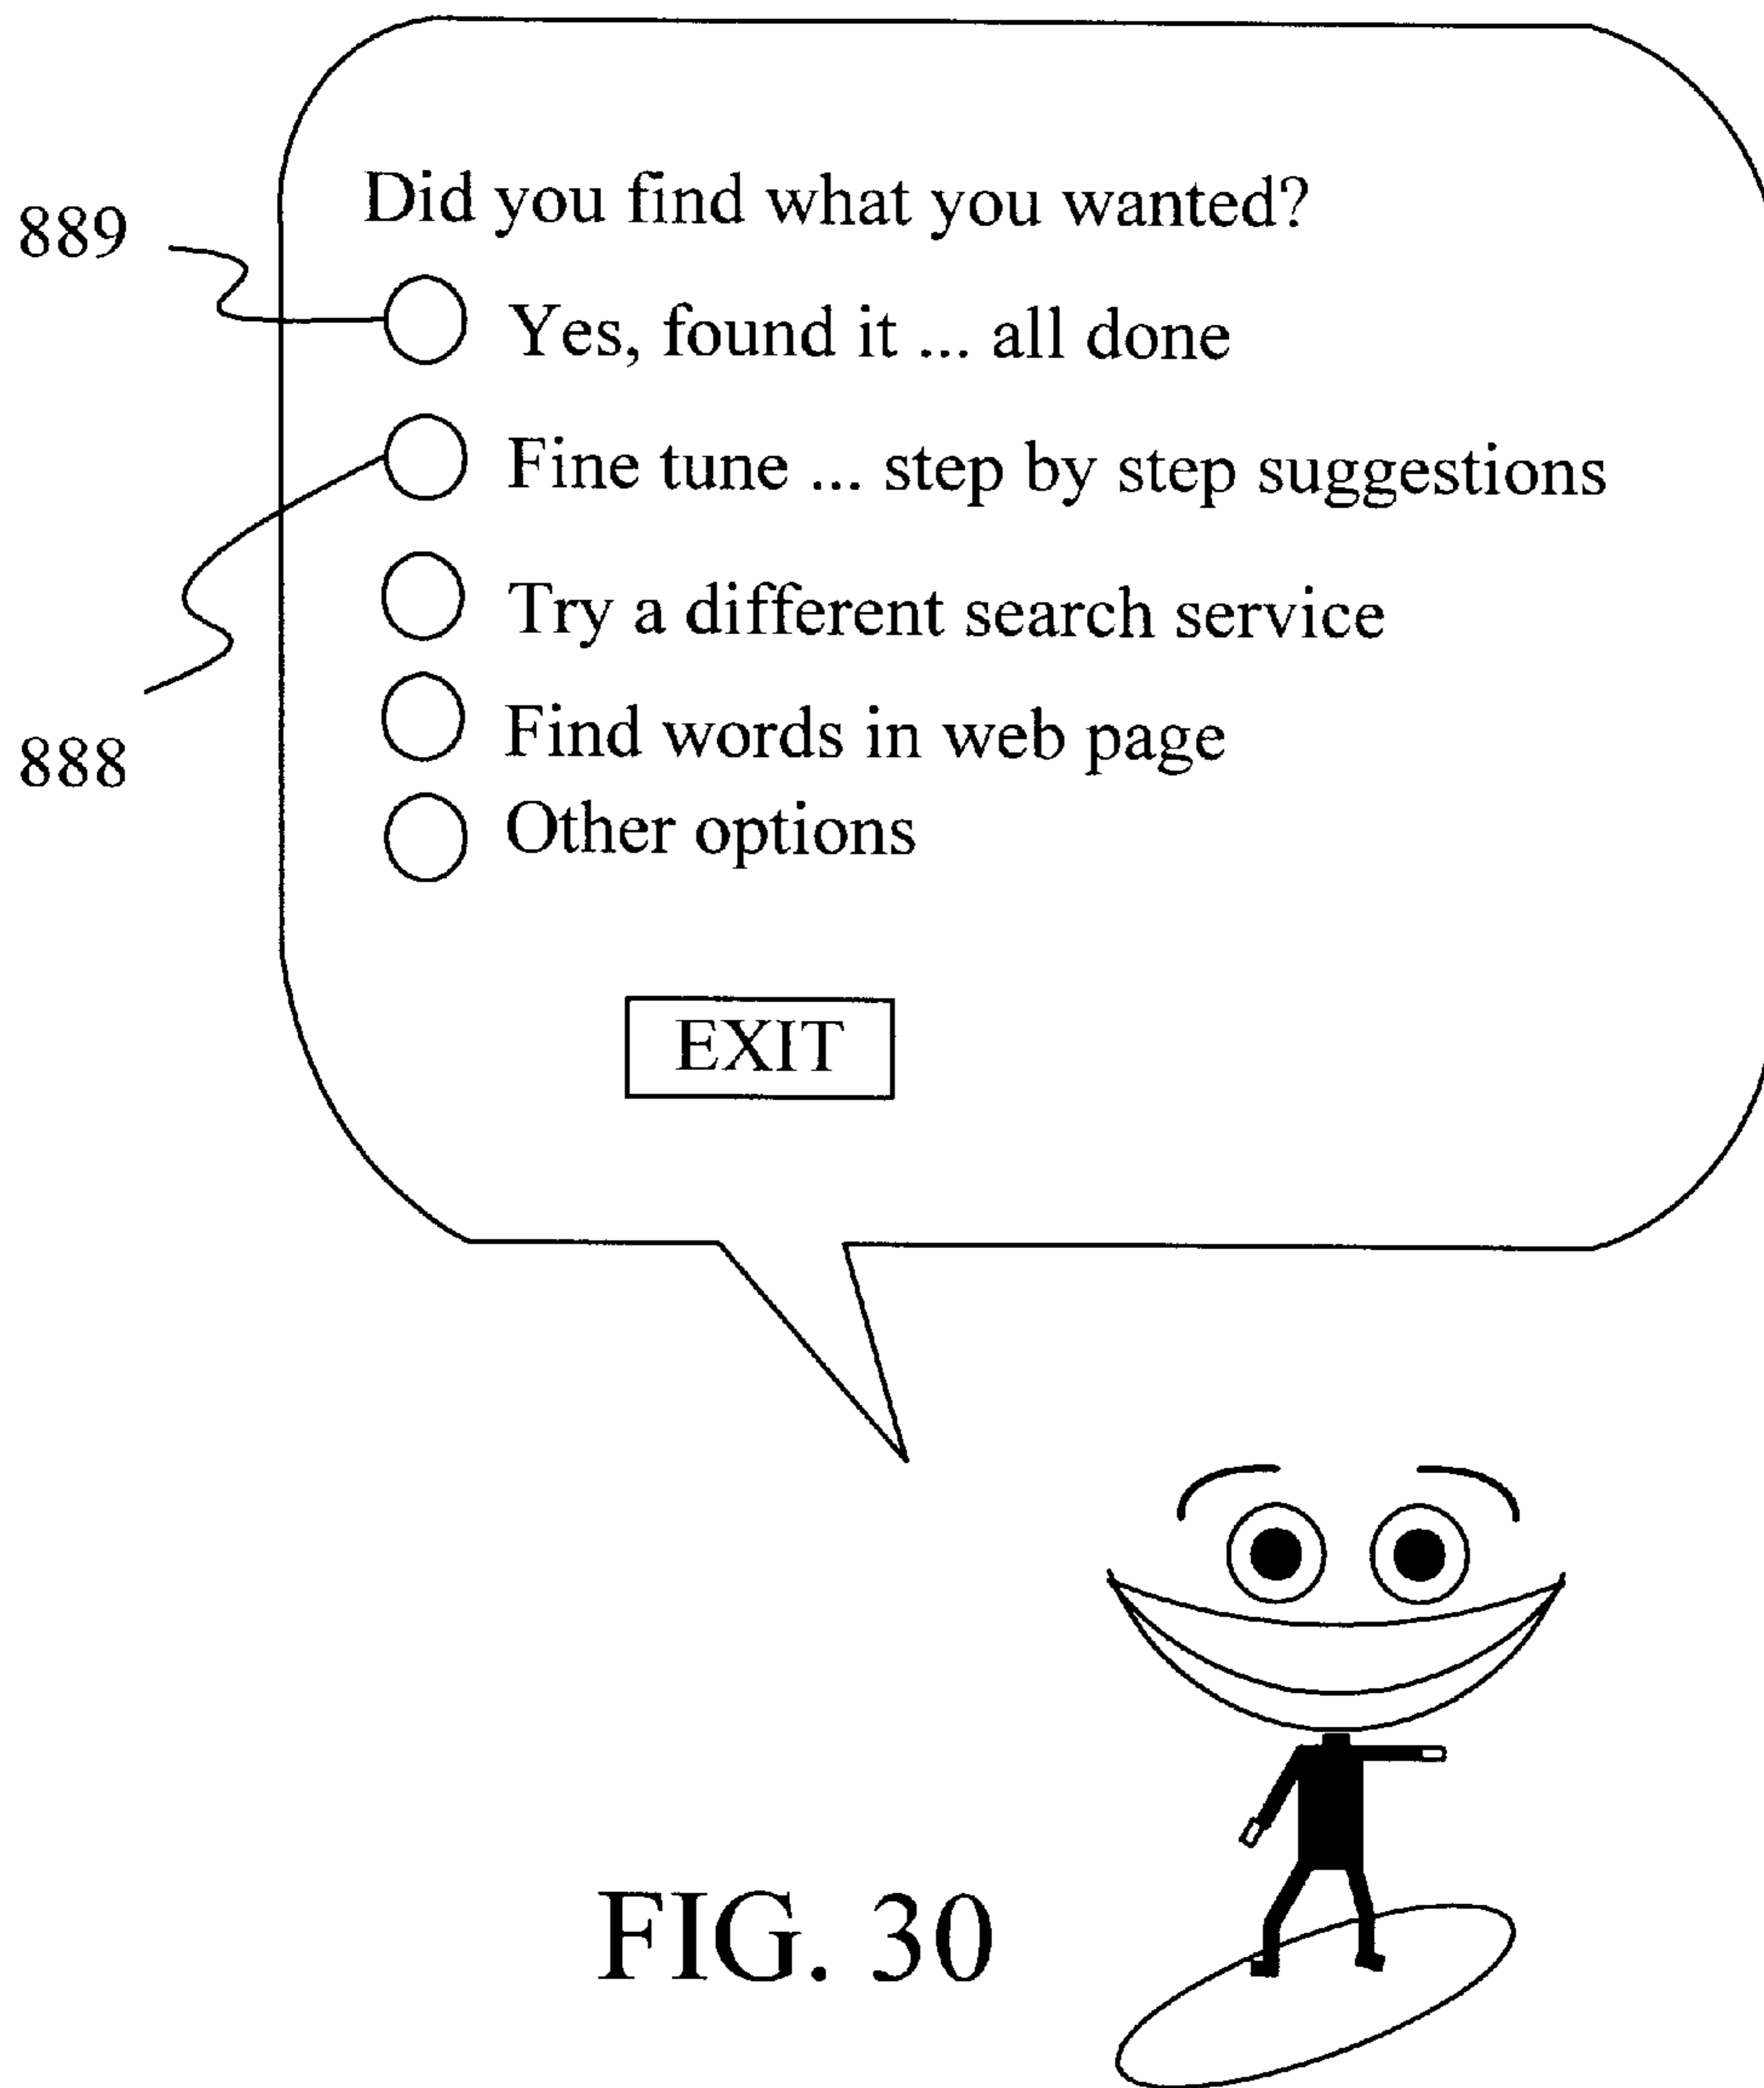 Did you find what you wanted?
889
Yes, found it ... all done
Fine tune ... step by step suggestions
Try a different search service
888
Find words in web page
Other options
EXIT
FIG. 30